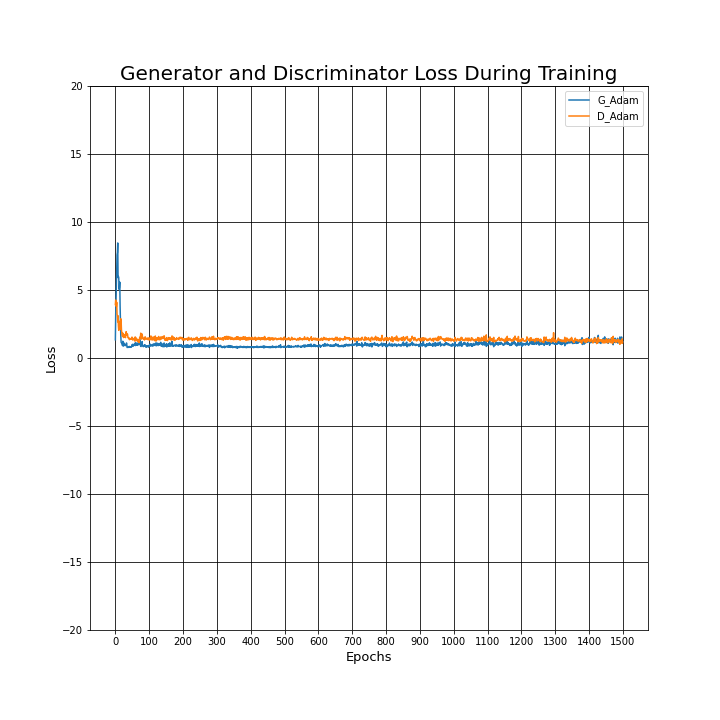 Generator and Discriminator Loss During Training
G_Adam
D_Adam
20
15
10
5
0
−5
−10
−15
−20
Loss
0 100 200 300 400 500 600 700 800 900 1000 1100 1200 1300 1400 1500
Epochs